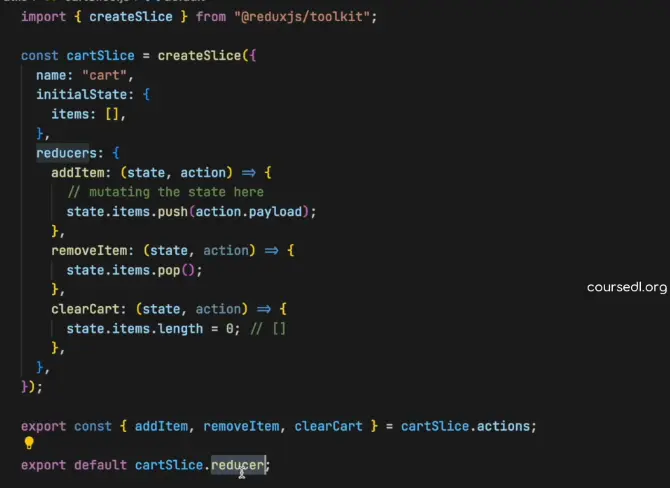 import { createSlice } from "@reduxjs/toolkit";
const cartSlice = createSlice({
name: "cart",
initialState: {
items: [],
},
reducers: {
addItem: (state, action) => {
// mutating the state here
state.items.push(action.payload);
},
removeItem: (state, action) => {
state.items.pop();
},
clearCart: (state, action) => {
state.items.length = 0; // []
},
},
});
export const { addItem, removeItem, clearCart } = cartSlice.actions;
export default cartSlice.reducer;
coursedl.org